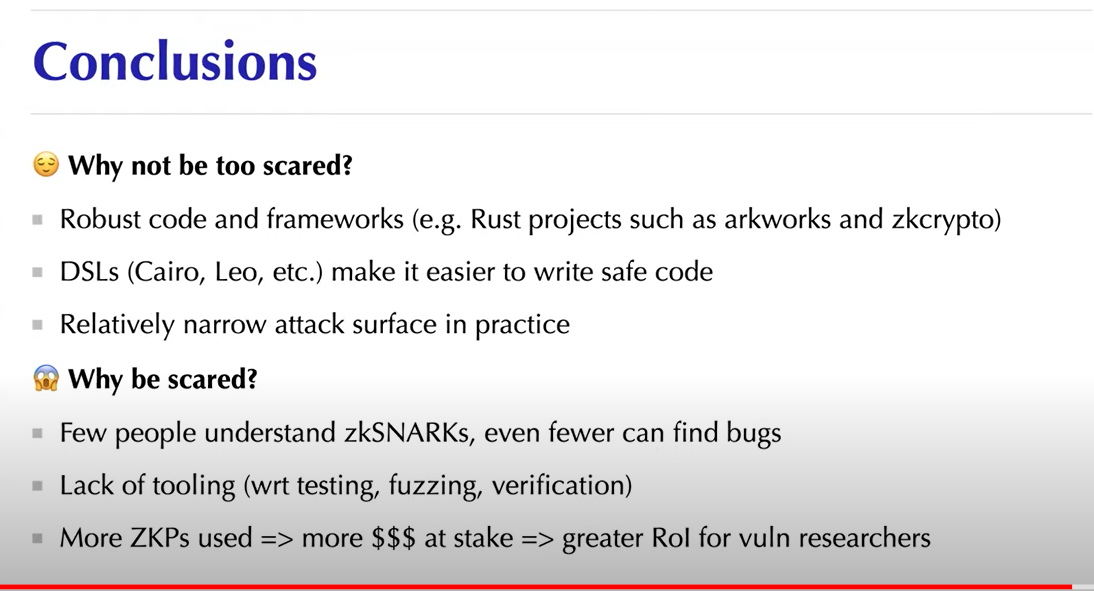 Conclusions
😌 Why not be too scared?
▪ Robust code and frameworks (e.g. Rust projects such as arkworks and zkcrypto)
▪ DSLs (Cairo, Leo, etc.) make it easier to write safe code
▪ Relatively narrow attack surface in practice
😱 Why be scared?
▪ Few people understand zkSNARKs, even fewer can find bugs
▪ Lack of tooling (wrt testing, fuzzing, verification)
▪ More ZKPs used => more $$$ at stake => greater RoI for vuln researchers